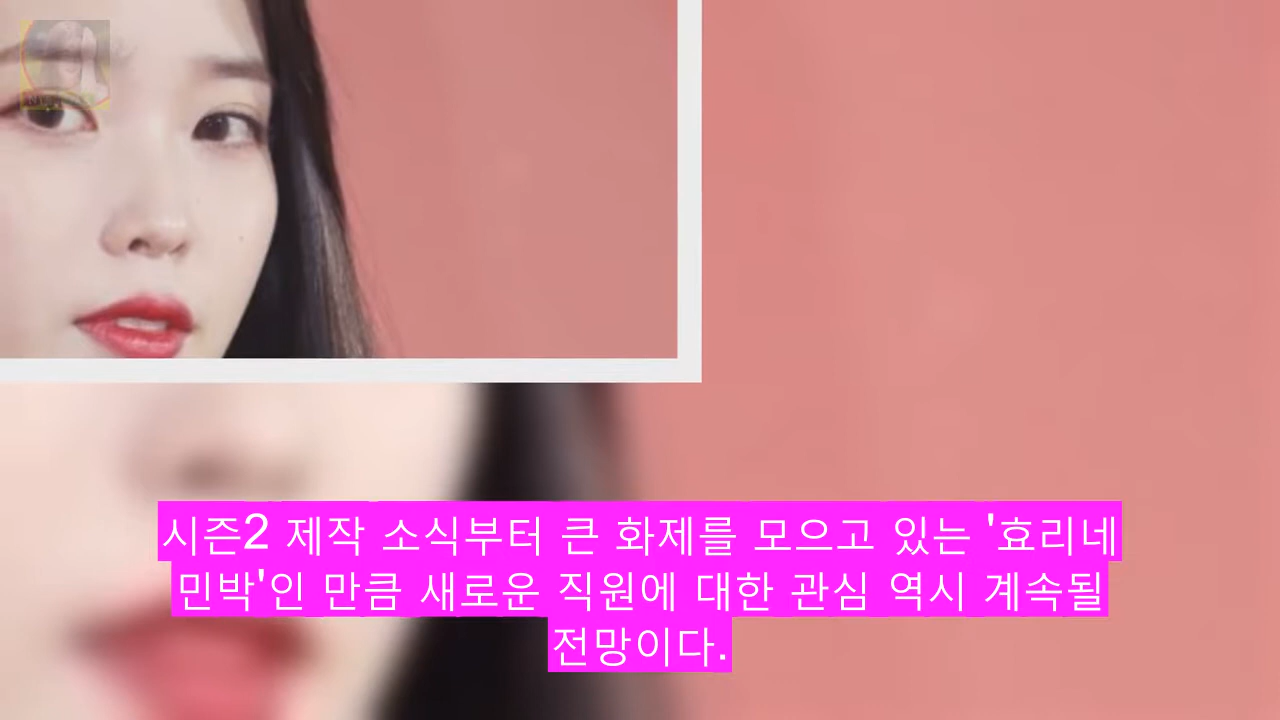 시즌2 제작 소식부터 큰 화제를 모으고 있는 '효리네
민박'인 만큼 새로운 직원에 대한 관심 역시 계속될
전망이다.